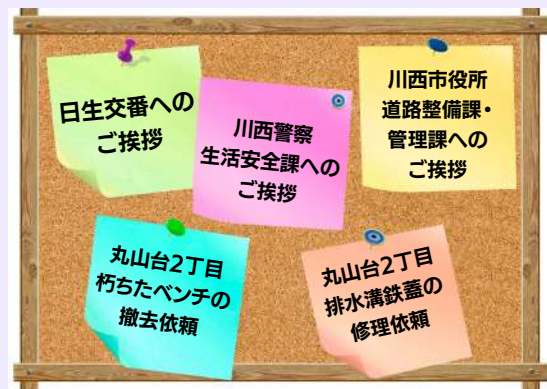 日生交番への
ご挨拶
川西警察
生活安全課への
ご挨拶
川西市役所
道路整備課・
管理課への
ご挨拶
丸山台2丁目
朽ちたベンチの
撤去依頼
丸山台2丁目
排水溝鉄蓋の
修理依頼